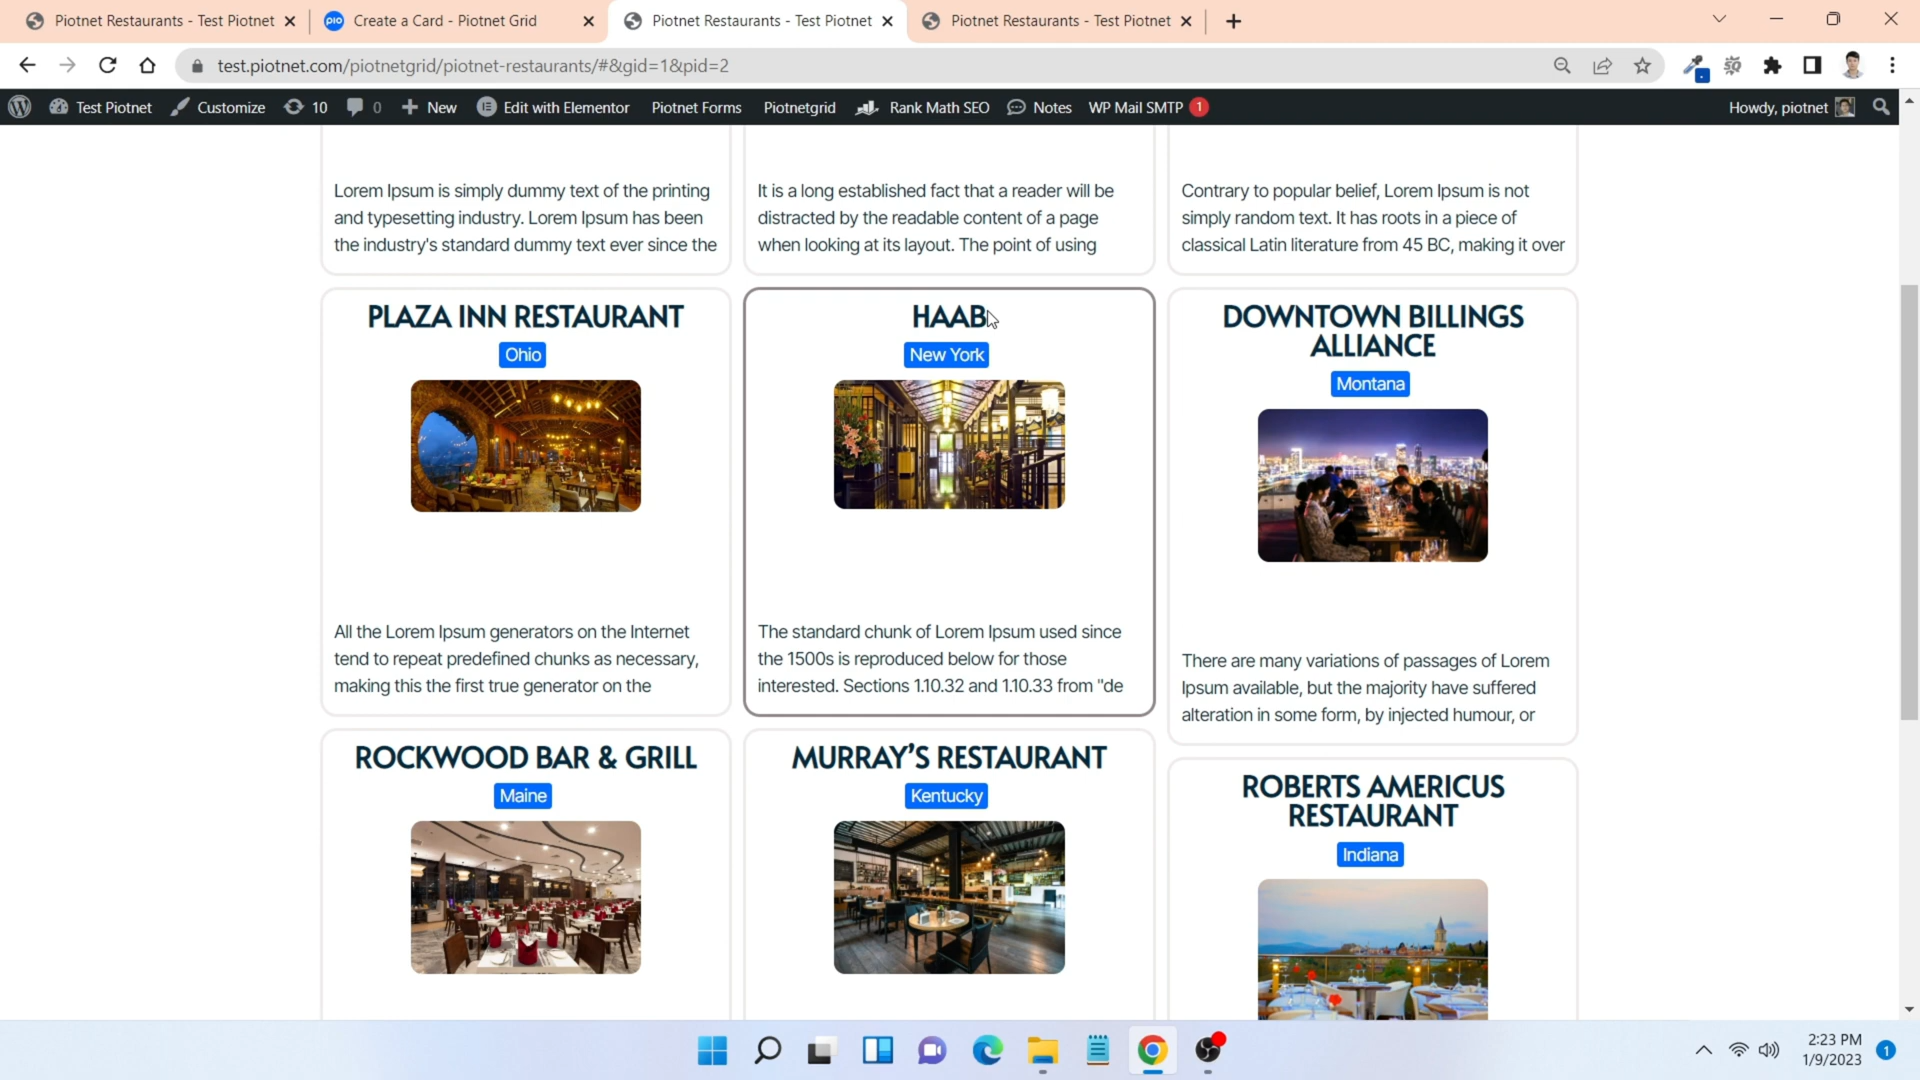 Piotnet Restaurants - Test Piotnet
Create a Card - Piotnet Grid
Piotnet Restaurants - Test Piotnet
Piotnet Restaurants - Test Piotnet
test.piotnet.com/piotnetgrid/piotnet-restaurants/#&gid=1&pid=2
Test Piotnet Customize 10 0 New Edit with Elementor Piotnet Forms Piotnetgrid Rank Math SEO Notes WP Mail SMTP 1 Howdy, piotnet
Lorem Ipsum is simply dummy text of the printing
and typesetting industry. Lorem Ipsum has been
the industry's standard dummy text ever since the
It is a long established fact that a reader will be
distracted by the readable content of a page
when looking at its layout. The point of using
Contrary to popular belief, Lorem Ipsum is not
simply random text. It has roots in a piece of
classical Latin literature from 45 BC, making it over
PLAZA INN RESTAURANT
Ohio
All the Lorem Ipsum generators on the Internet
tend to repeat predefined chunks as necessary,
making this the first true generator on the
HAAB
New York
The standard chunk of Lorem Ipsum used since
the 1500s is reproduced below for those
interested. Sections 1.10.32 and 1.10.33 from "de
DOWNTOWN BILLINGS
ALLIANCE
Montana
There are many variations of passages of Lorem
Ipsum available, but the majority have suffered
alteration in some form, by injected humour, or
ROCKWOOD BAR & GRILL
Maine
MURRAY’S RESTAURANT
Kentucky
ROBERTS AMERICUS
RESTAURANT
Indiana
2:23 PM
1/9/2023
1